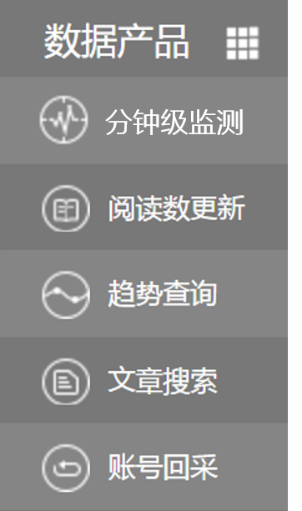 数据产品
分钟级监测
阅读数更新
趋势查询
文章搜索
账号回采